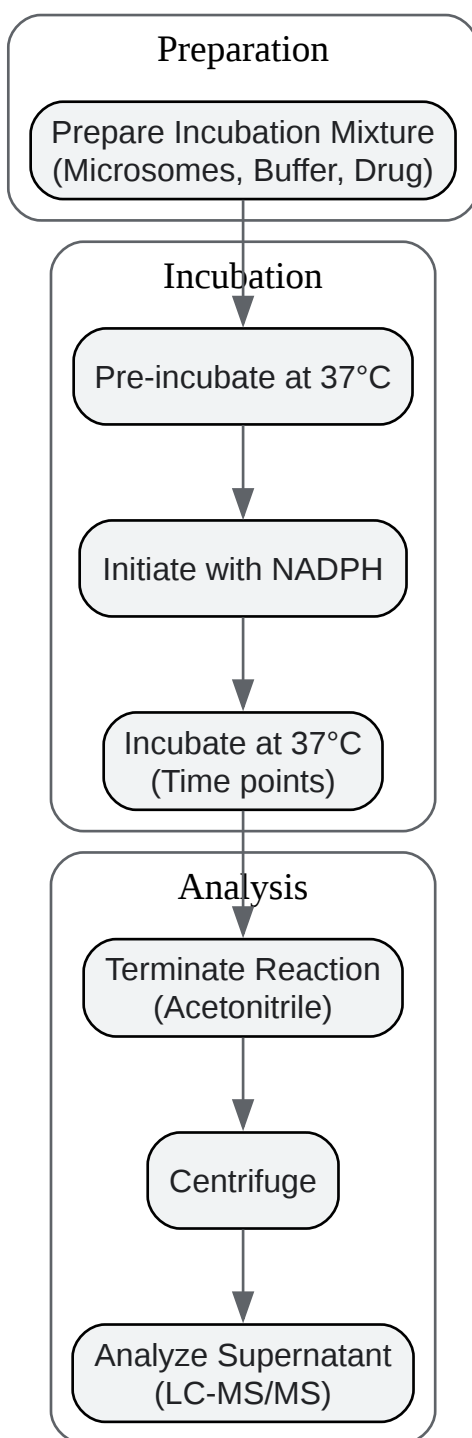 Preparation
Prepare Incubation Mixture
(Microsomes, Buffer, Drug)
Incubation
Pre-incubate at 37°C
Initiate with NADPH
Incubate at 37°C
(Time points)
Analysis
Terminate Reaction
(Acetonitrile)
Centrifuge
Analyze Supernatant
(LC-MS/MS)